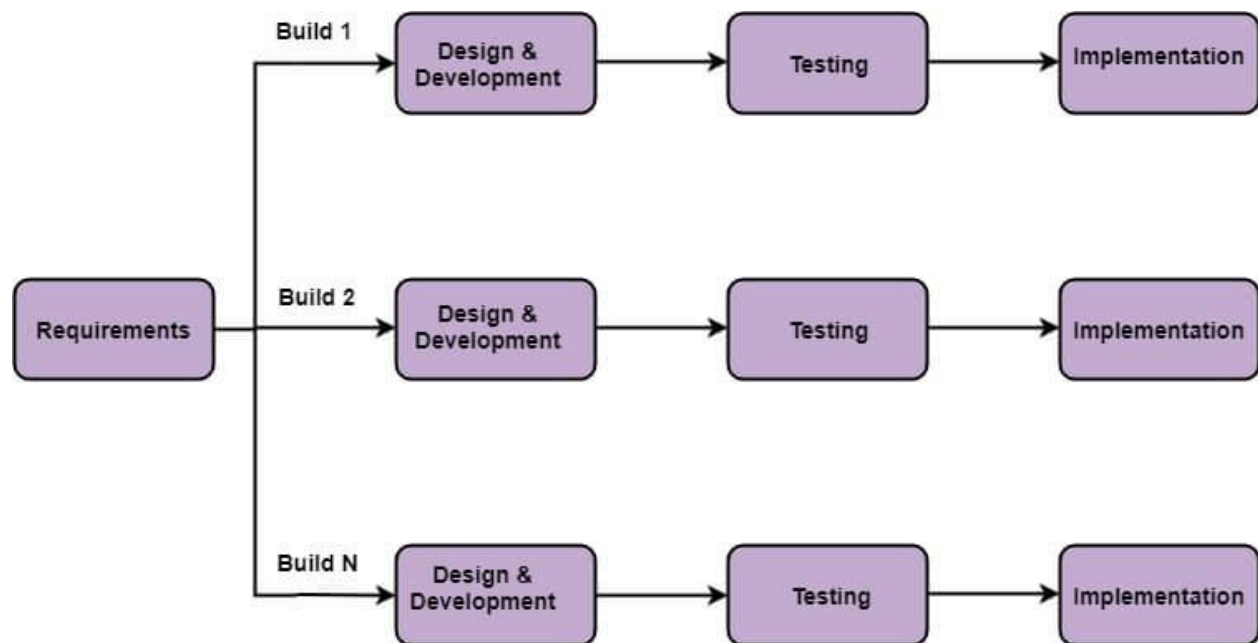 Build 1
Design &
Development
Testing
Implementation
Requirements
Build 2
Design &
Development
Testing
Implementation
Build N
Design &
Development
Testing
Implementation